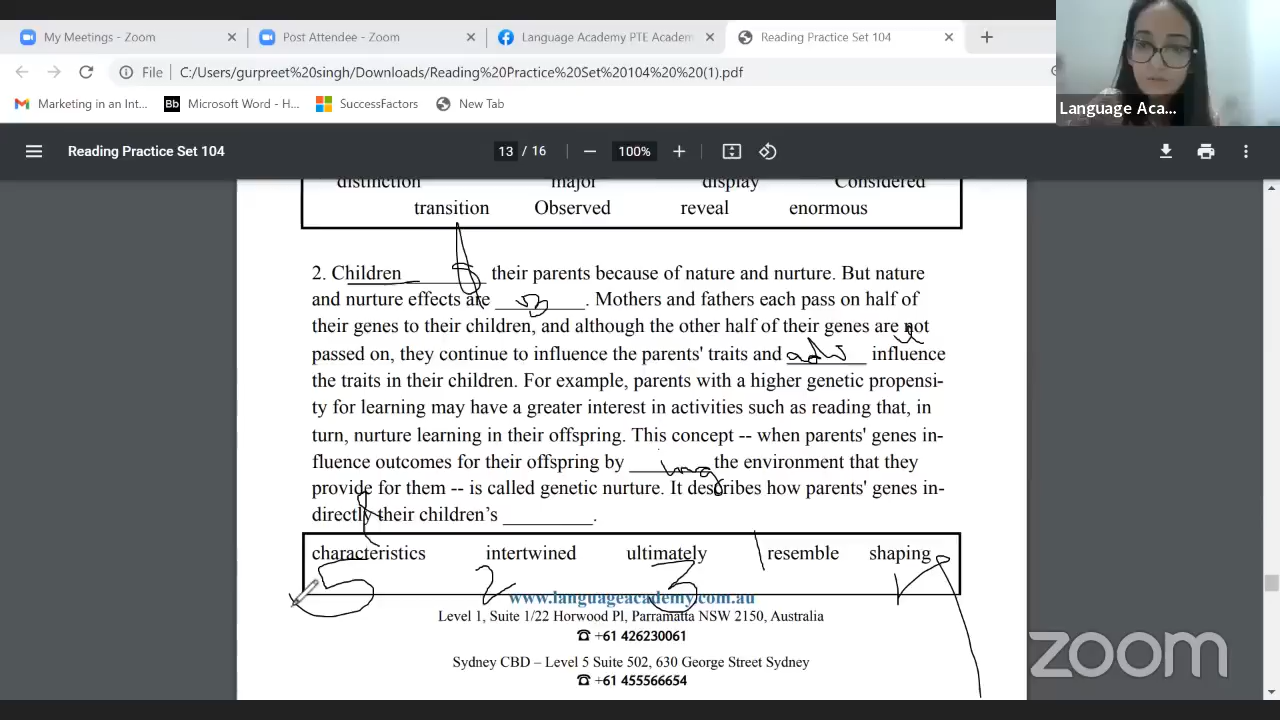 My Meetings - Zoom
Post Attendee - Zoom
Language Academy PTE Academ
Reading Practice Set 104
File
C:/Users/gurpreet%20singh/Downloads/Reading%20Practice%20Set%20104%20%20(1).pdf
Language Aca...
Marketing in an Int...
Bb Microsoft Word - H...
SuccessFactors
New Tab
Reading Practice Set 104
13 / 16
100%
distinction major display Considered
transition Observed reveal enormous
2. Children ________ their parents because of nature and nurture. But nature
and nurture effects are ________. Mothers and fathers each pass on half of
their genes to their children, and although the other half of their genes are not
passed on, they continue to influence the parents' traits and ________ influence
the traits in their children. For example, parents with a higher genetic propensi-
ty for learning may have a greater interest in activities such as reading that, in
turn, nurture learning in their offspring. This concept -- when parents' genes in-
fluence outcomes for their offspring by ________ the environment that they
provide for them -- is called genetic nurture. It describes how parents' genes in-
directly their children's ________.
characteristics intertwined ultimately resemble shaping
5 2 3 1
www.languageacademy.com.au
Level 1, Suite 1/22 Horwood Pl, Parramatta NSW 2150, Australia
☎ +61 426230061
Sydney CBD – Level 5 Suite 502, 630 George Street Sydney
☎ +61 455566654
zoom